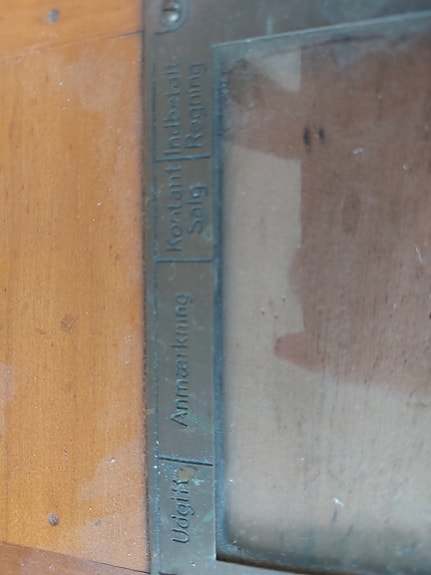 Udgift
Anmærkning
Kontant
Salg
Indbetalt
Regning